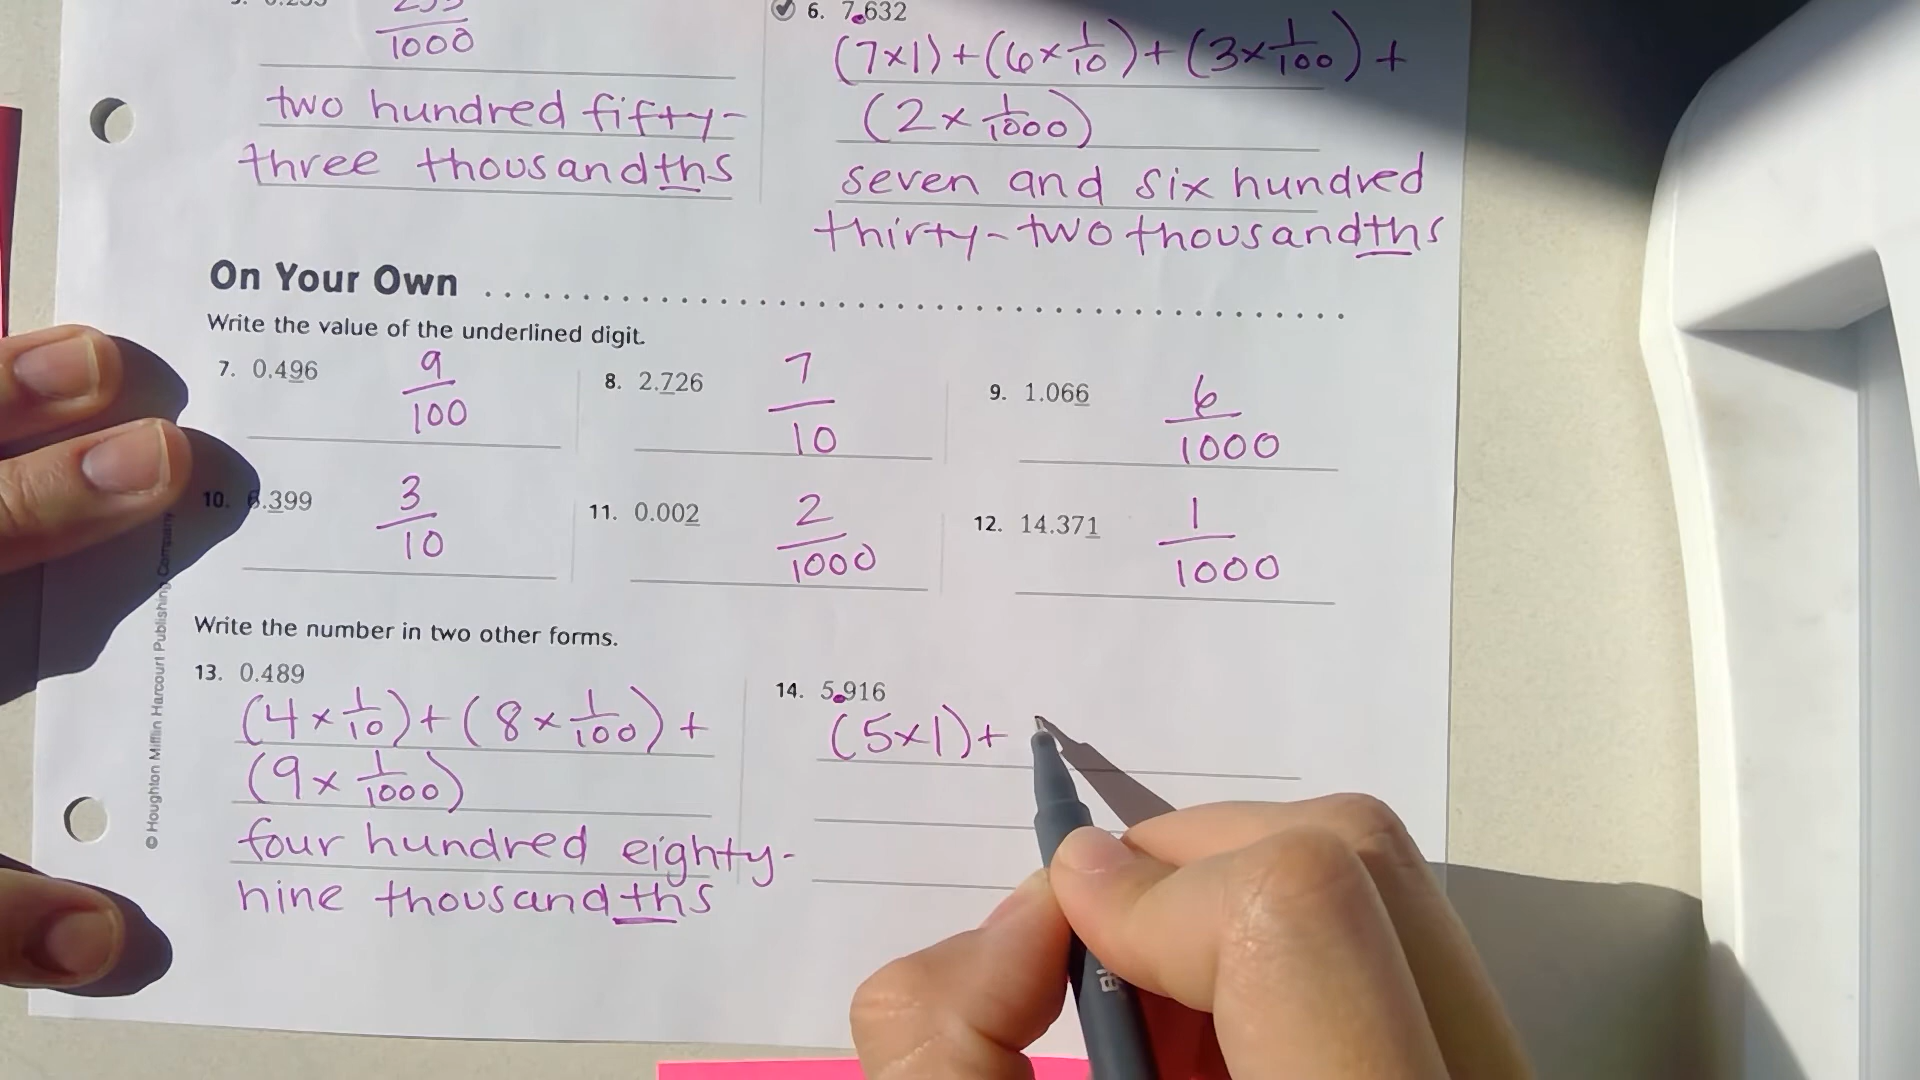 1000
two hundred fifty-
three thousandths
6. 7.632
(7×1)+(6×1/10)+(3×1/100)+
(2×1/1000)
seven and six hundred
thirty-two thousandths
On Your Own
Write the value of the underlined digit.
7. 0.496 9/100
8. 2.726 7/10
9. 1.066 6/1000
10. 6.399 3/10
11. 0.002 2/1000
12. 14.371 1/1000
Write the number in two other forms.
13. 0.489
(4×1/10)+(8×1/100)+
(9×1/1000)
four hundred eighty-
nine thousandths
14. 5.916
(5×1)+
© Houghton Mifflin Harcourt Publishing Company